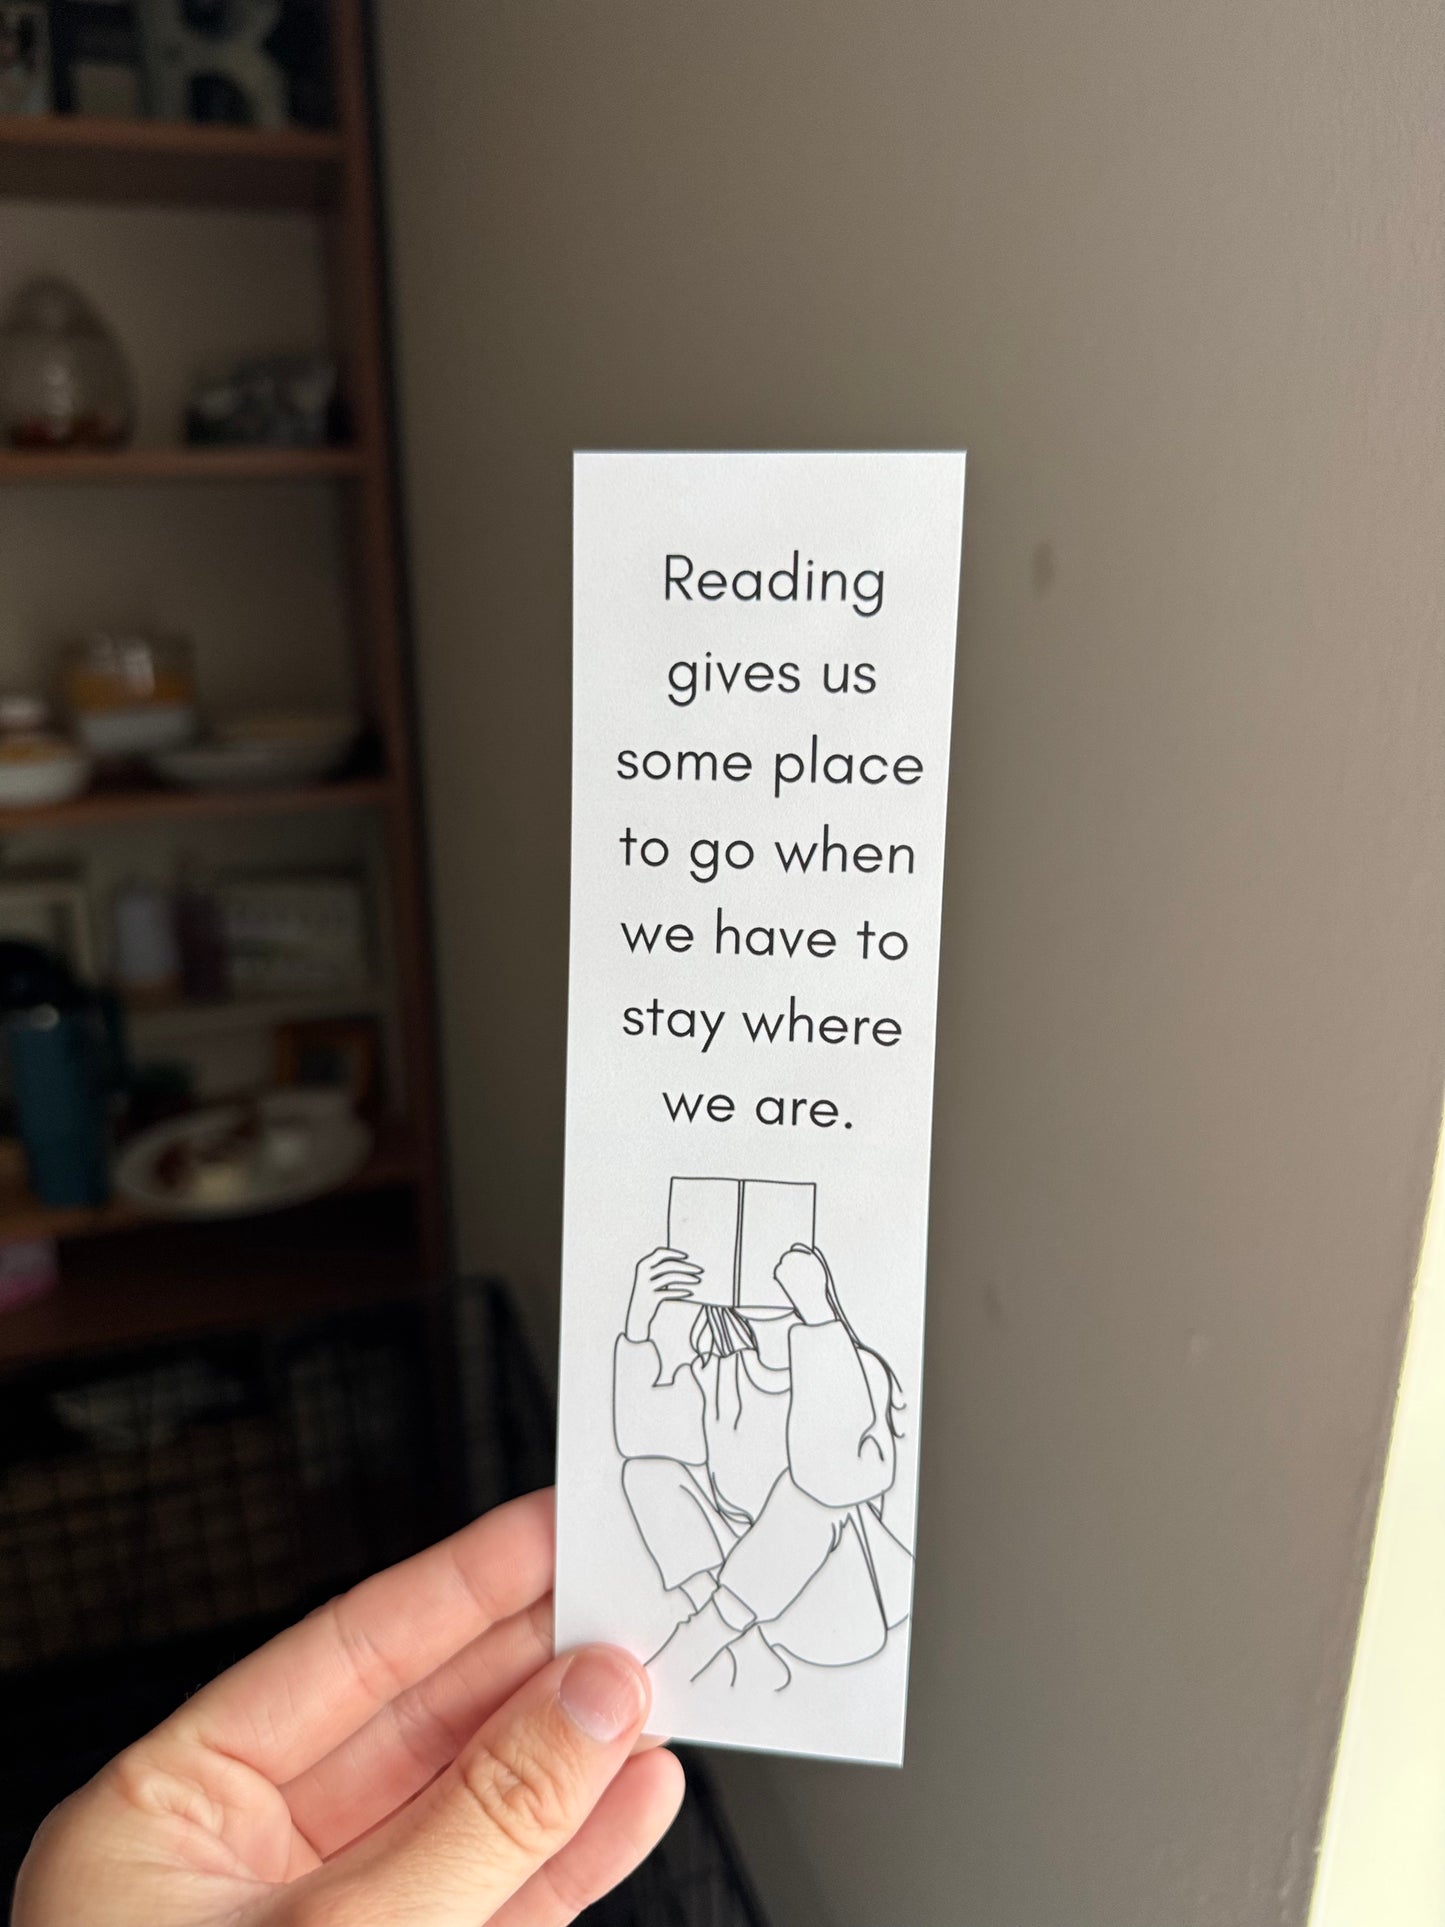 Reading
gives us
some place
to go when
we have to
stay where
we are.